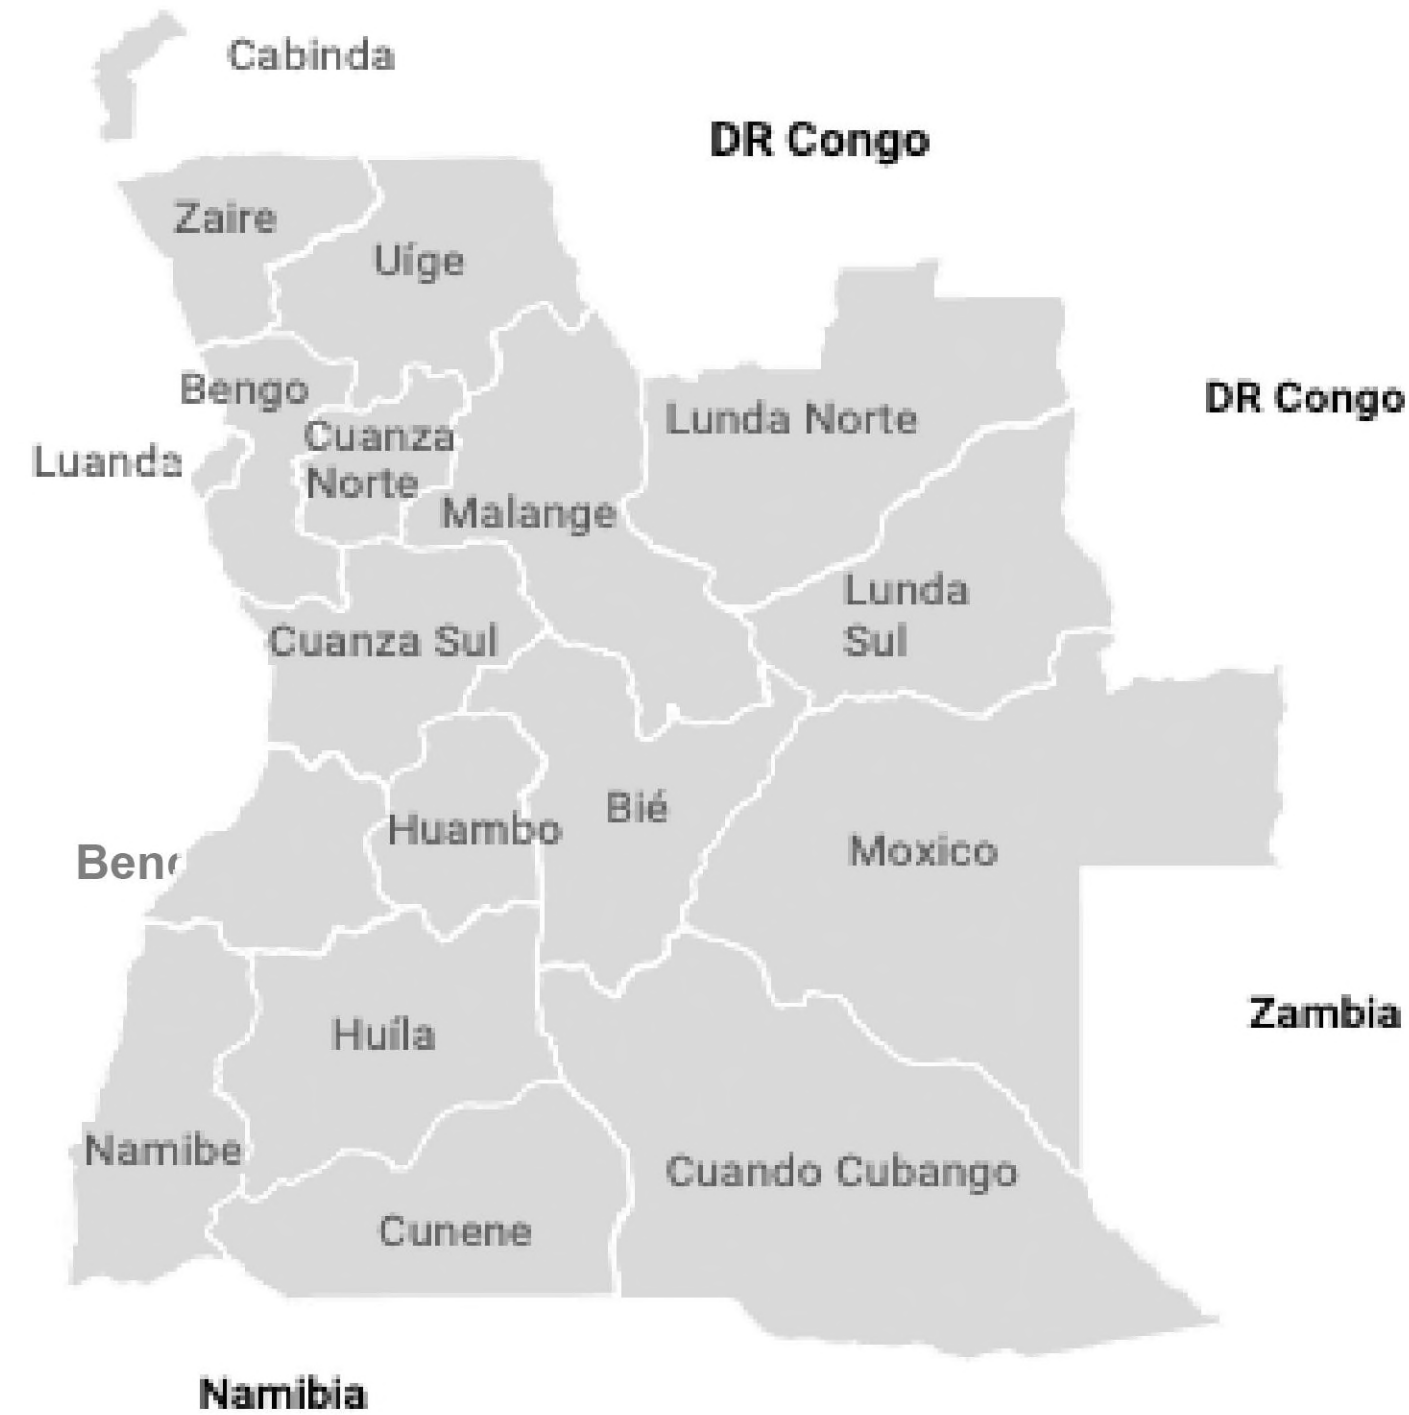 Cabinda
DR Congo
Zaire
Uíge
Bengo
DR Congo
Lunda Norte
Cuanza
Norte
Luanda
Malange
Lunda
Sul
Cuanza Sul
Bié
Huambo
Moxico
Zambia
Huíla
Namibe
Cuando Cubango
Cunene
Namibia